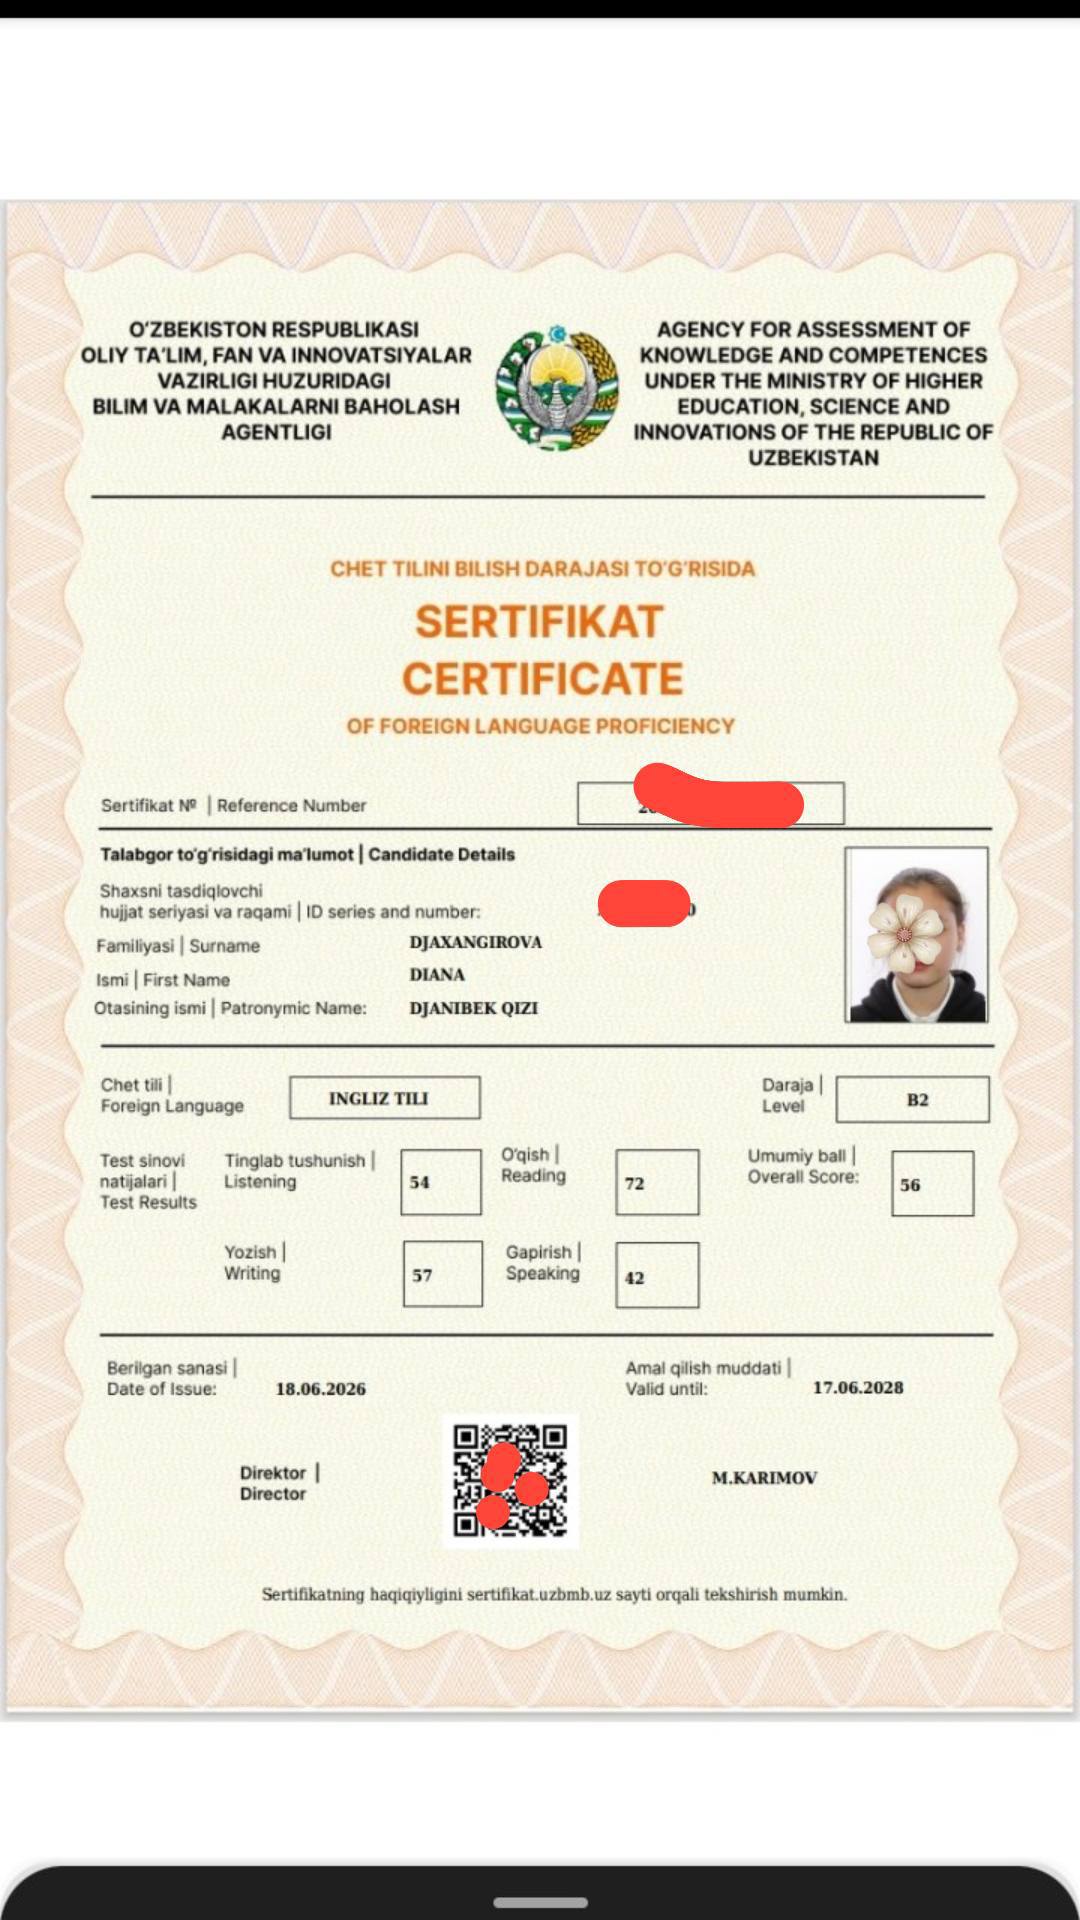 O'ZBEKISTON RESPUBLIKASI
OLIY TA'LIM, FAN VA INNOVATSIYALAR
VAZIRLIGI HUZURIDAGI
BILIM VA MALAKALARNI BAHOLASH
AGENTLIGI
AGENCY FOR ASSESSMENT OF
KNOWLEDGE AND COMPETENCES
UNDER THE MINISTRY OF HIGHER
EDUCATION, SCIENCE AND
INNOVATIONS OF THE REPUBLIC OF
UZBEKISTAN
CHET TILINI BILISH DARAJASI TO'G'RISIDA
SERTIFIKAT
CERTIFICATE
OF FOREIGN LANGUAGE PROFICIENCY
Sertifikat № | Reference Number
Talabgor to'g'risidagi ma'lumot | Candidate Details
Shaxsni tasdiqlovchi
hujjat seriyasi va raqami | ID series and number:
Familiyasi | Surname DJAXANGIROVA
Ismi | First Name DIANA
Otasining ismi | Patronymic Name: DJANIBEK QIZI
Chet tili |
Foreign Language
INGLIZ TILI
Daraja |
Level
B2
Test sinovi
natijalari |
Test Results
Tinglab tushunish |
Listening
54
O'qish |
Reading
72
Umumiy ball |
Overall Score:
56
Yozish |
Writing
57
Gapirish |
Speaking
42
Berilgan sanasi |
Date of Issue: 18.06.2026
Amal qilish muddati |
Valid until: 17.06.2028
Direktor |
Director
M.KARIMOV
Sertifikatning haqiqiyligini sertifikat.uzbmb.uz sayti orqali tekshirish mumkin.